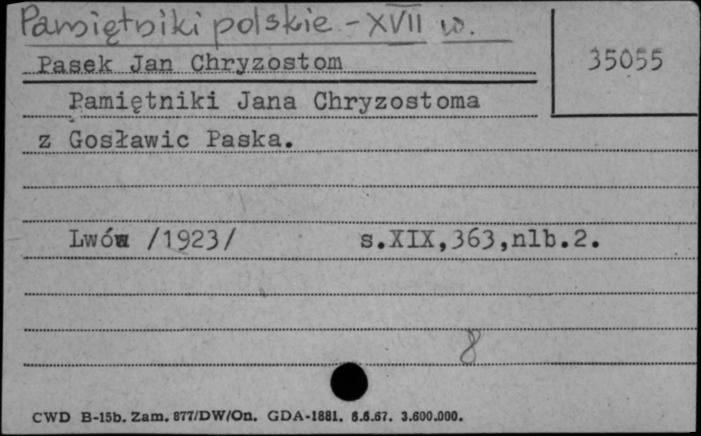 Pamiętniki polskie - XVII w.
Pasek Jan Chryzostom
35055
Pamiętniki Jana Chryzostoma
z Gosławic Paska.
Lwów /1923/ s.XIX,363,nlb.2.
8
CWD B-15b. Zam. 877/DW/On. GDA-1881. 6.6.67. 3.600.000.